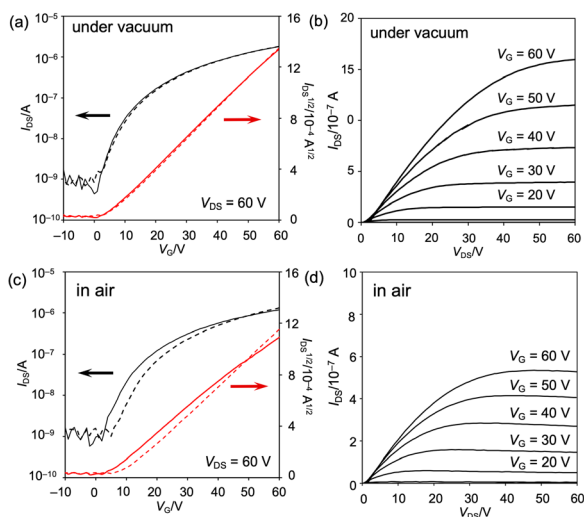 (a)
under vacuum
10⁻⁵
10⁻⁶
10⁻⁷
10⁻⁸
10⁻⁹
10⁻¹⁰
I_DS/A
16
12
8
4
0
I_DS^1/2/10⁻⁴ A^1/2
V_DS = 60 V
−10 0 10 20 30 40 50 60
V_G/V
(b)
under vacuum
20
15
0
5
0
I_DS/10⁻⁷ A
V_G = 60 V
V_G = 50 V
V_G = 40 V
V_G = 30 V
V_G = 20 V
0 10 20 30 40 50 60
V_DS/V
(c)
in air
10⁻⁵
10⁻⁶
10⁻⁷
10⁻⁸
10⁻⁹
10⁻¹⁰
I_DS/A
16
12
8
4
0
I_DS^1/2/10⁻⁴ A^1/2
V_DS = 60 V
−10 0 10 20 30 40 50 60
V_G/V
(d)
in air
10
8
6
4
2
0
I_DS/10⁻⁷ A
V_G = 60 V
V_G = 50 V
V_G = 40 V
V_G = 30 V
V_G = 20 V
0 10 20 30 40 50 60
V_DS/V